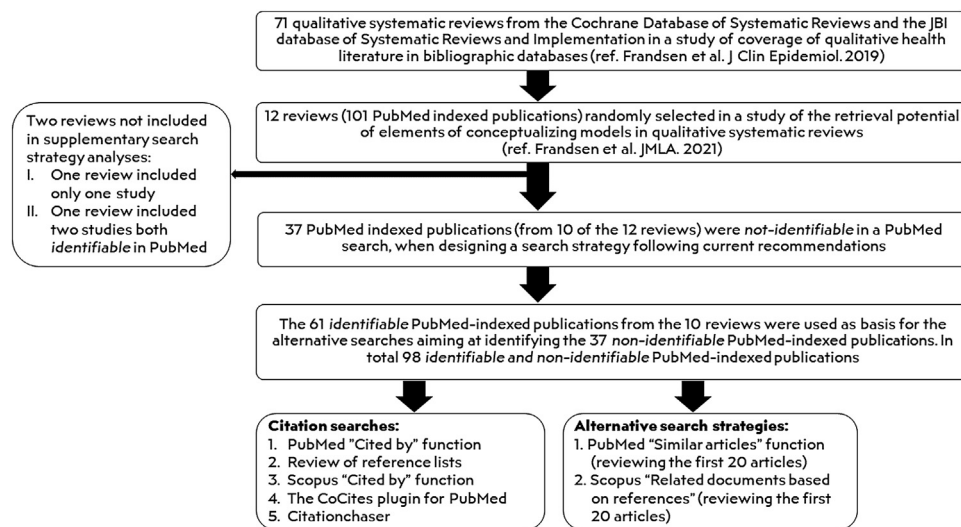 71 qualitative systematic reviews from the Cochrane Database of Systematic Reviews and the JBI
database of Systematic Reviews and Implementation in a study of coverage of qualitative health
literature in bibliographic databases (ref. Frandsen et al. J Clin Epidemiol. 2019)
12 reviews (101 PubMed indexed publications) randomly selected in a study of the retrieval potential
of elements of conceptualizing models in qualitative systematic reviews
(ref. Frandsen et al. JMLA. 2021)
Two reviews not included
in supplementary search
strategy analyses:
I. One review included
only one study
II. One review included
two studies both
identifiable in PubMed
37 PubMed indexed publications (from 10 of the 12 reviews) were not-identifiable in a PubMed
search, when designing a search strategy following current recommendations
The 61 identifiable PubMed-indexed publications from the 10 reviews were used as basis for the
alternative searches aiming at identifying the 37 non-identifiable PubMed-indexed publications. In
total 98 identifiable and non-identifiable PubMed-indexed publications
Citation searches:
1. PubMed "Cited by" function
2. Review of reference lists
3. Scopus "Cited by" function
4. The CoCites plugin for PubMed
5. Citationchaser
Alternative search strategies:
1. PubMed "Similar articles" function
(reviewing the first 20 articles)
2. Scopus "Related documents based
on references" (reviewing the first
20 articles)